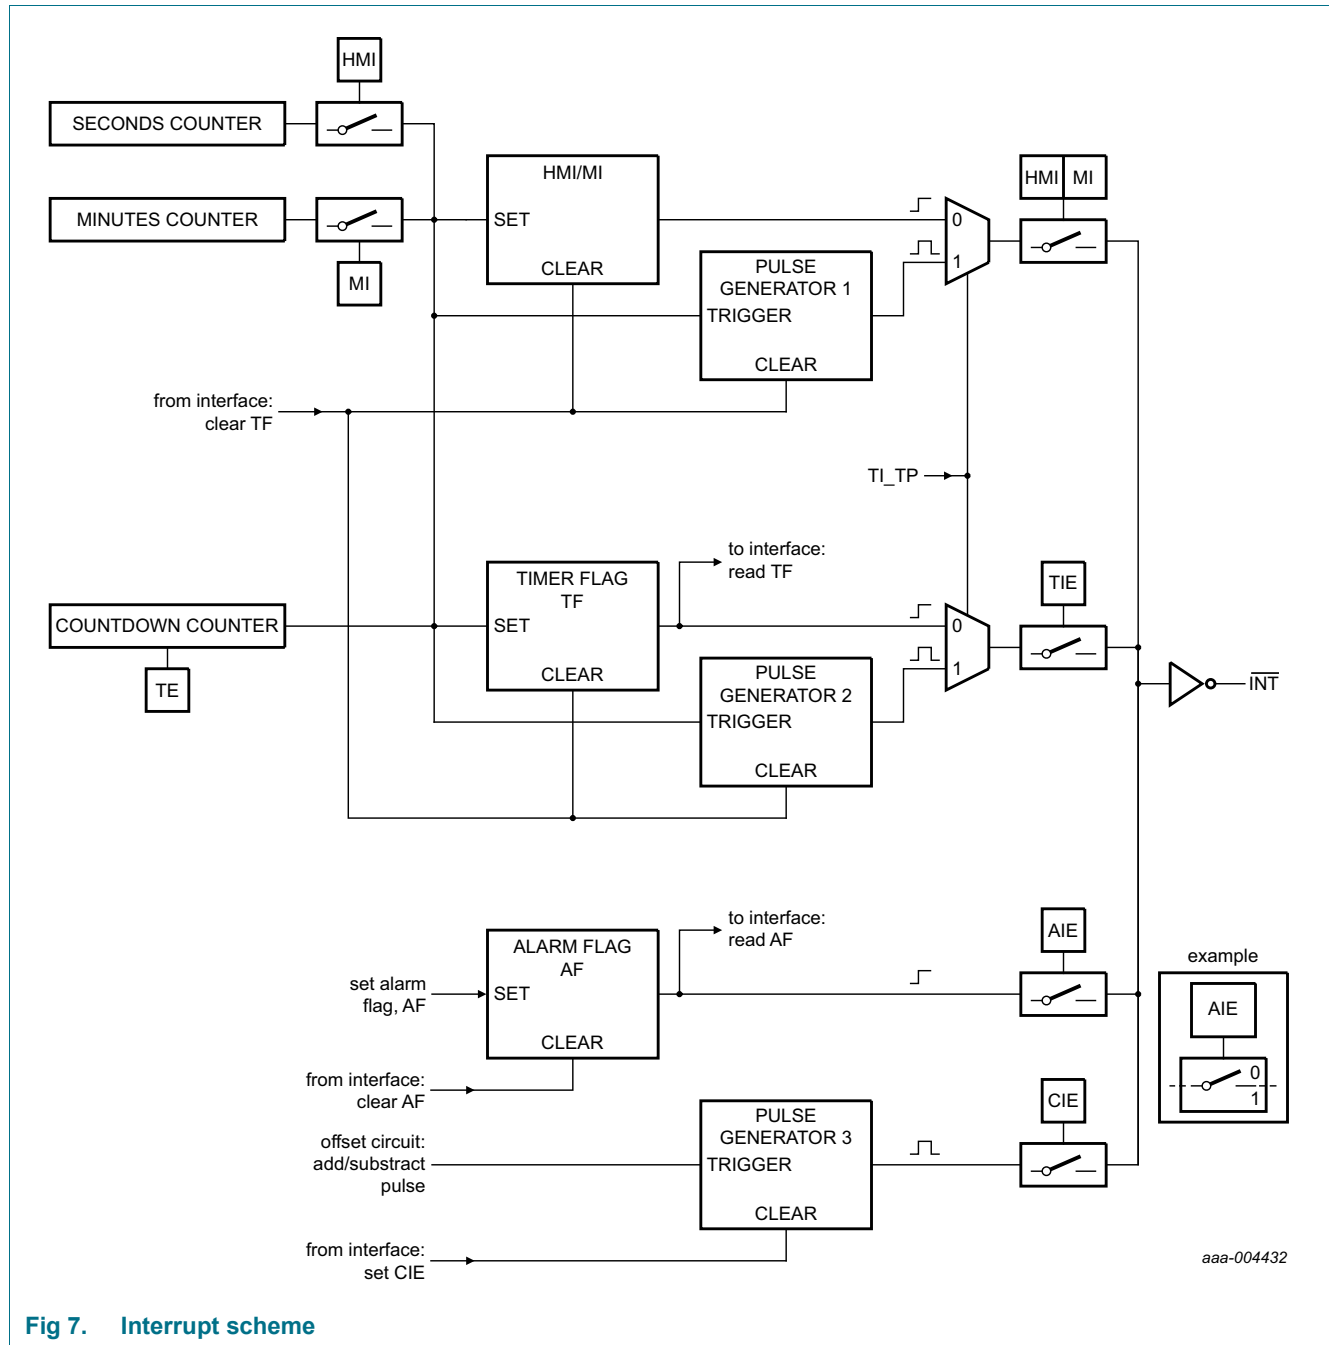 HMI
SECONDS COUNTER
MINUTES COUNTER
MI
HMI/MI
SET
CLEAR
PULSE
GENERATOR 1
TRIGGER
CLEAR
0
1
HMI MI
from interface:
clear TF
TI_TP
COUNTDOWN COUNTER
TE
TIMER FLAG
TF
SET
CLEAR
to interface:
read TF
PULSE
GENERATOR 2
TRIGGER
CLEAR
0
1
TIE
INT
set alarm
flag, AF
ALARM FLAG
AF
SET
CLEAR
to interface:
read AF
AIE
from interface:
clear AF
offset circuit:
add/substract
pulse
PULSE
GENERATOR 3
TRIGGER
CLEAR
CIE
from interface:
set CIE
example
AIE
0
1
aaa-004432
Fig 7. Interrupt scheme